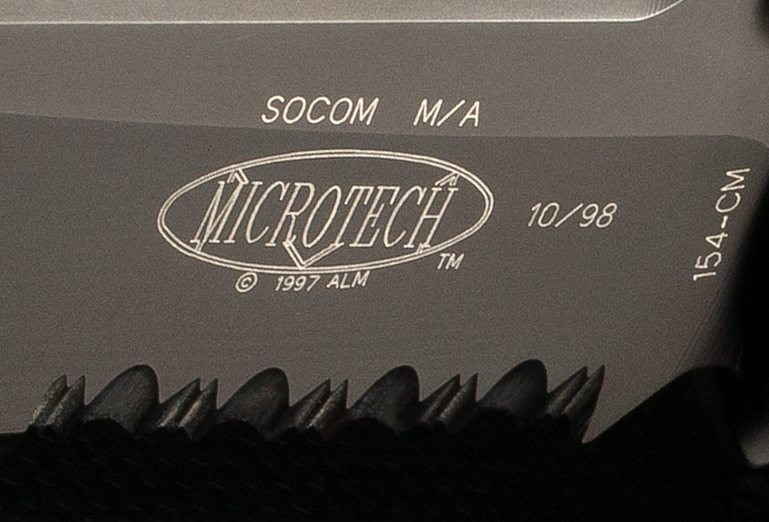 SOCOM M/A
MICROTECH
TM
© 1997 ALM
10/98
154-CM